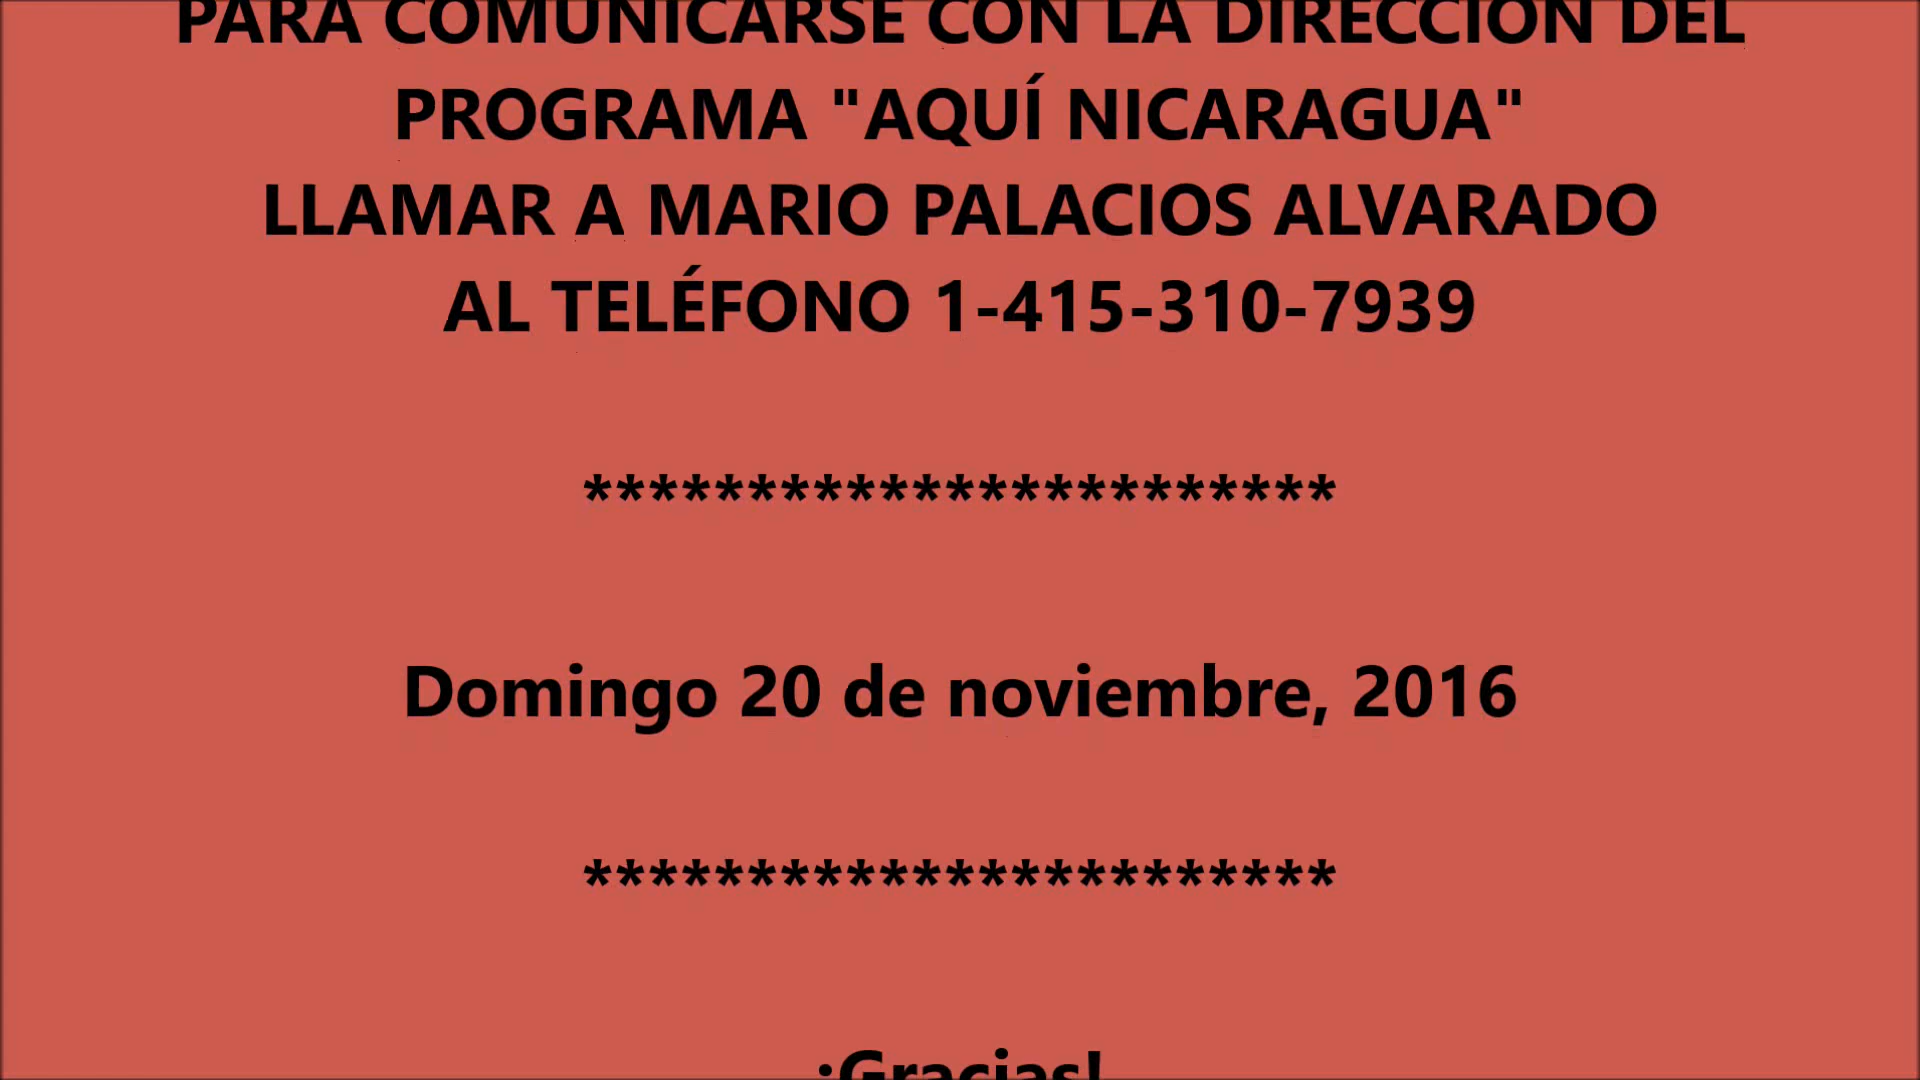 PARA COMUNICARSE CON LA DIRECCIÓN DEL
PROGRAMA "AQUÍ NICARAGUA"
LLAMAR A MARIO PALACIOS ALVARADO
AL TELÉFONO 1-415-310-7939
***********************
Domingo 20 de noviembre, 2016
***********************
¡Gracias!